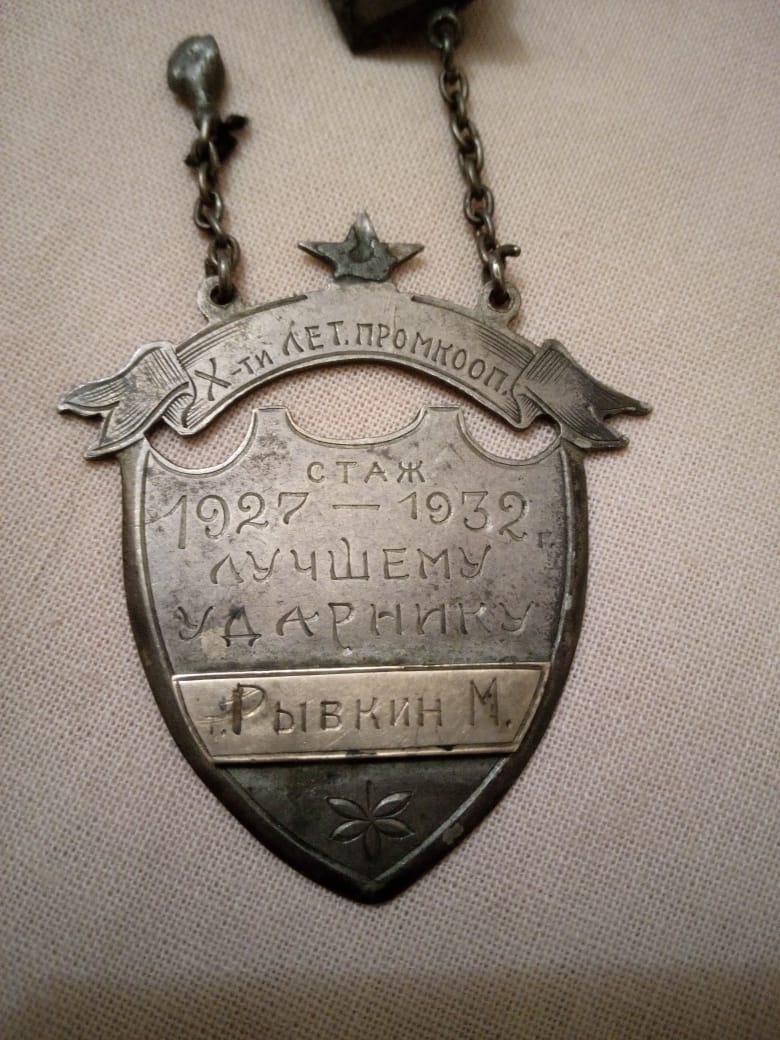 Х-ТИ ЛЕТ. ПРОМКООП.
СТАЖ
1927 — 1932 г.
ЛУЧШЕМУ
УДАРНИКУ
Рывкин М.